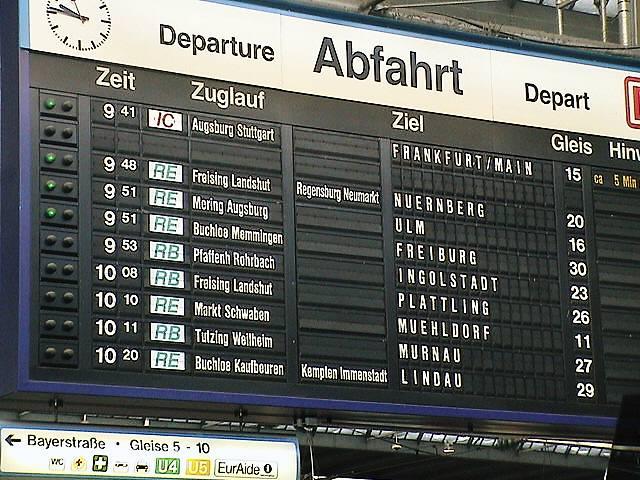 Departure Abfahrt Depart
Zeit Zuglauf Ziel Gleis
9 41 IC Augsburg Stuttgart FRANKFURT/MAIN 15 ca 5 Min
9 48 RE Freising Landshut Regensburg Neumarkt NUERNBERG 20
9 51 RE Mering Augsburg ULM 16
9 51 RE Buchloe Memmingen FREIBURG 30
9 53 RB Pfaffenh Rohrbach INGOLSTADT 23
10 08 RB Freising Landshut PLATTLING 26
10 10 RE Markt Schwaben MUEHLDORF 11
10 11 RB Tutzing Weilheim MURNAU 27
10 20 RE Buchloe Kaufbeuren Kempten Immenstadt LINDAU 29
← Bayerstraße · Gleise 5 - 10
WC U4 U5 EurAide